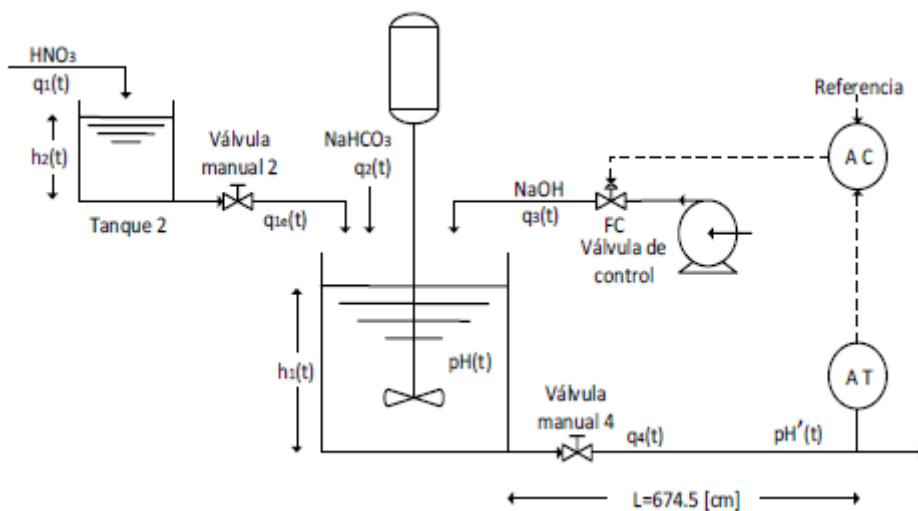 HNO₃
q₁(t)
h₂(t)
Tanque 2
Válvula
manual 2
q₁ₑ(t)
NaHCO₃
q₂(t)
NaOH
q₃(t)
FC
Válvula de
control
Referencia
A C
A T
h₁(t)
pH(t)
Válvula
manual 4
q₄(t)
pH′(t)
L=674.5 [cm]